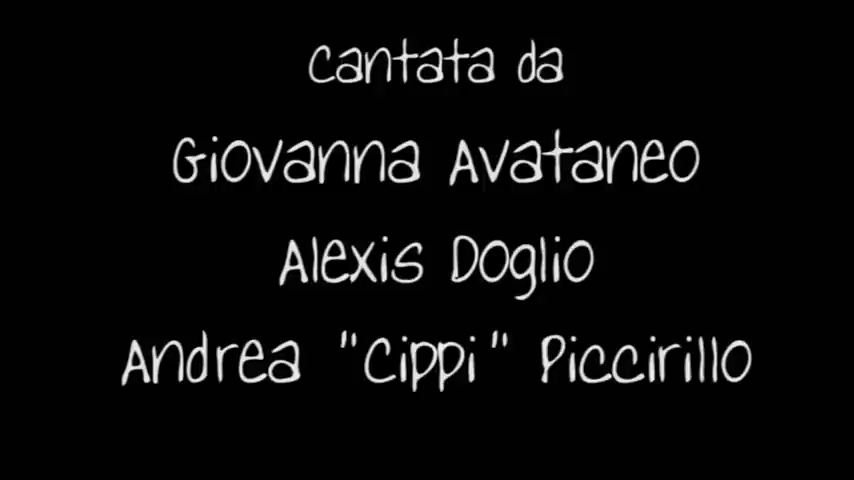 Cantata da
Giovanna Avataneo
Alexis Doglio
Andrea "Cippi" Piccirillo